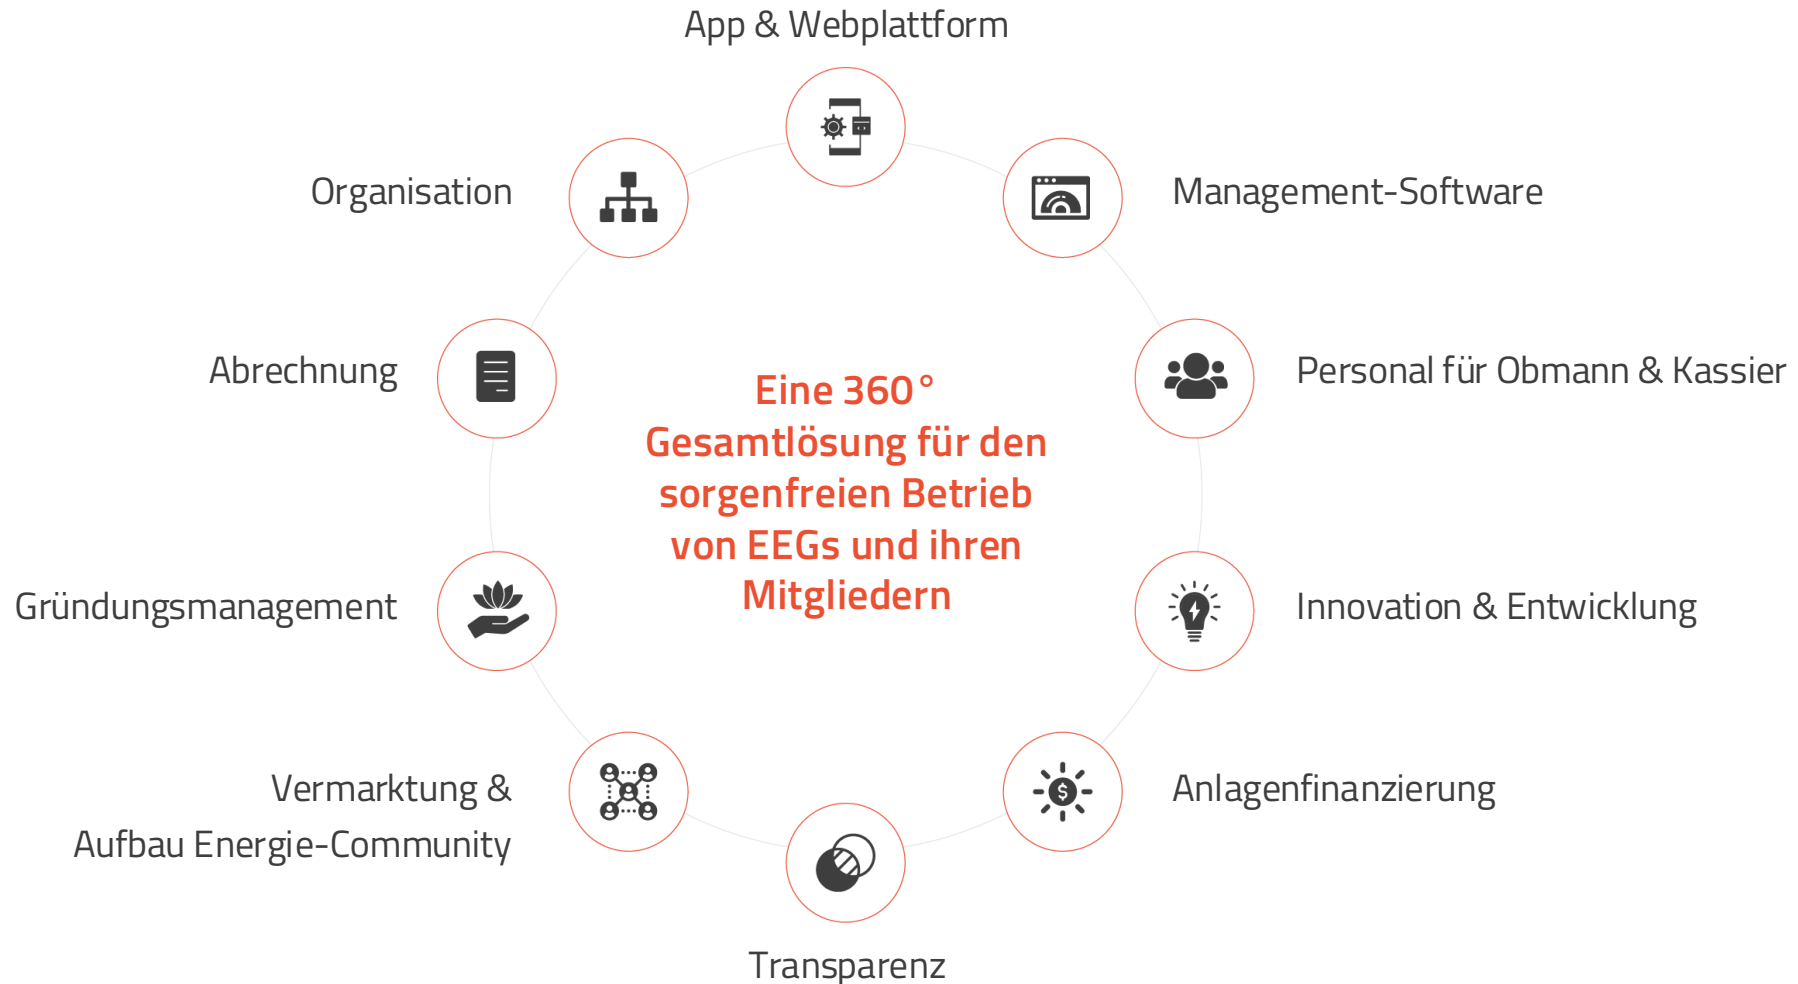 App & Webplattform
Organisation
Management-Software
Abrechnung
Personal für Obmann & Kassier
Eine 360°
Gesamtlösung für den
sorgenfreien Betrieb
von EEGs und ihren
Mitgliedern
Gründungsmanagement
Innovation & Entwicklung
Vermarktung &
Aufbau Energie-Community
Anlagenfinanzierung
$
Transparenz